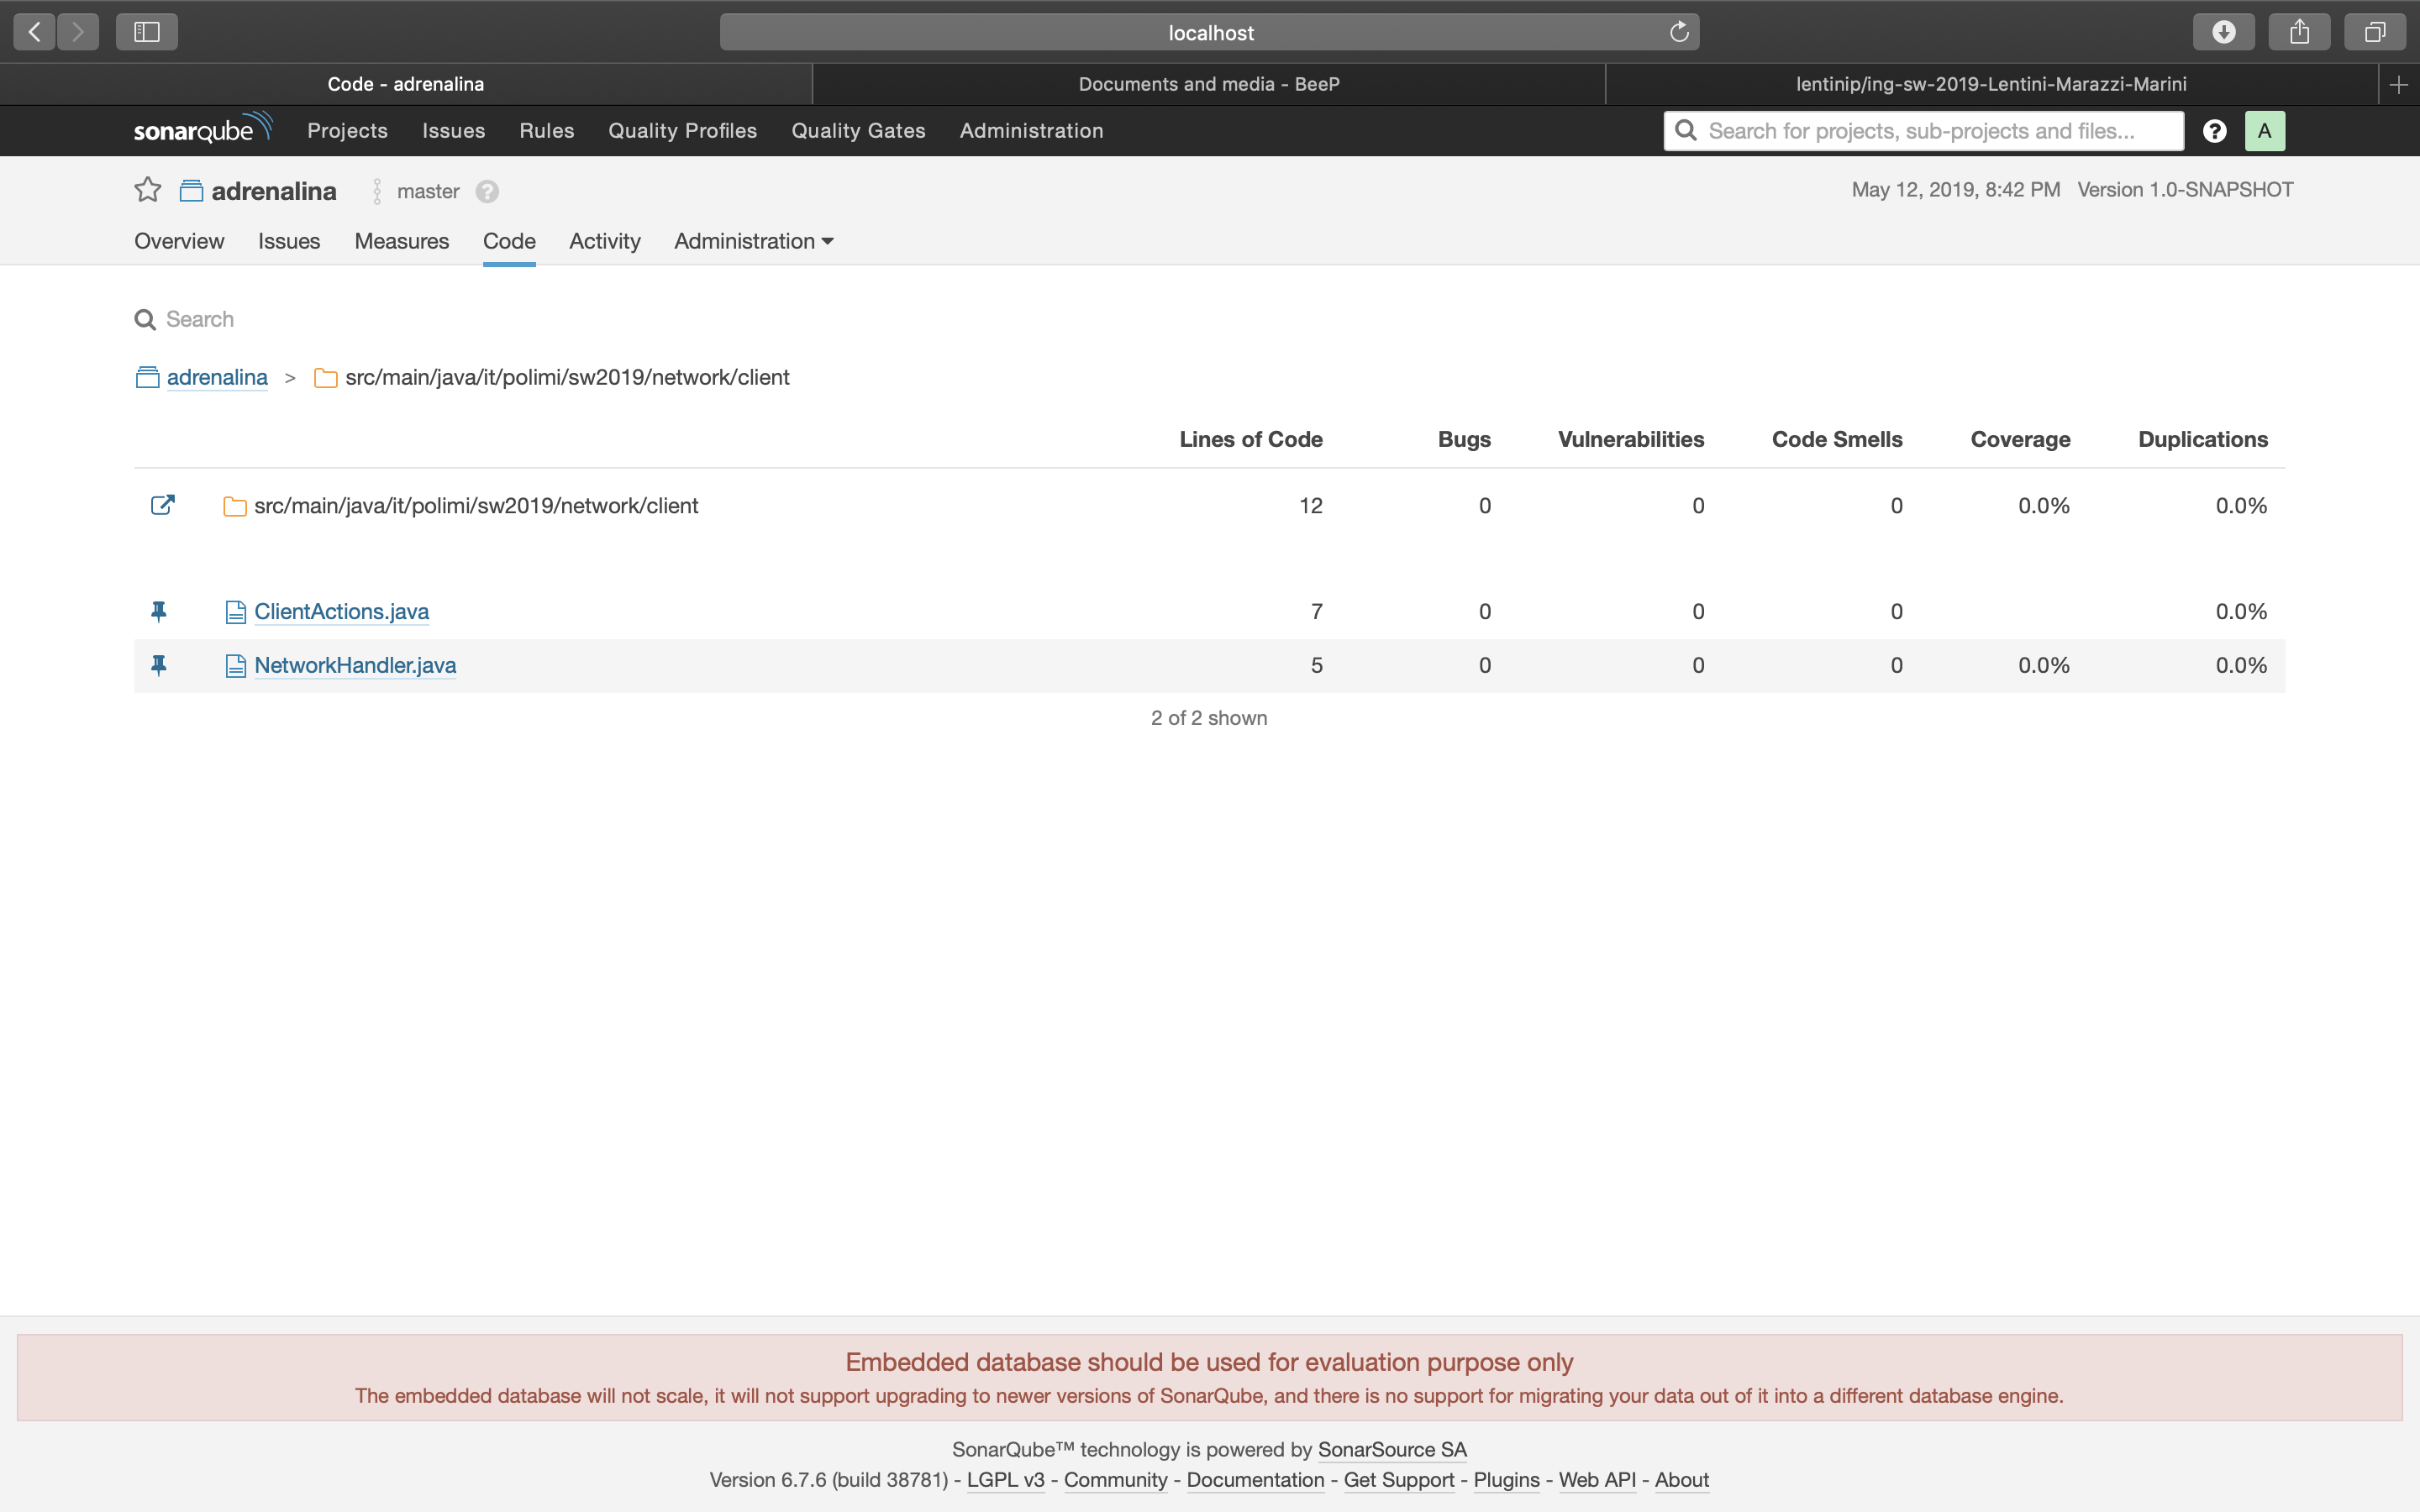 localhost
Code - adrenalina
Documents and media - BeeP
lentinip/ing-sw-2019-Lentini-Marazzi-Marini
sonarqube Projects Issues Rules Quality Profiles Quality Gates Administration Search for projects, sub-projects and files... ? A
adrenalina master ? May 12, 2019, 8:42 PM Version 1.0-SNAPSHOT
Overview Issues Measures Code Activity Administration
Search
adrenalina > src/main/java/it/polimi/sw2019/network/client
Lines of Code Bugs Vulnerabilities Code Smells Coverage Duplications
src/main/java/it/polimi/sw2019/network/client 12 0 0 0 0.0% 0.0%
ClientActions.java 7 0 0 0 0.0%
NetworkHandler.java 5 0 0 0 0.0% 0.0%
2 of 2 shown
Embedded database should be used for evaluation purpose only
The embedded database will not scale, it will not support upgrading to newer versions of SonarQube, and there is no support for migrating your data out of it into a different database engine.
SonarQube™ technology is powered by SonarSource SA
Version 6.7.6 (build 38781) - LGPL v3 - Community - Documentation - Get Support - Plugins - Web API - About